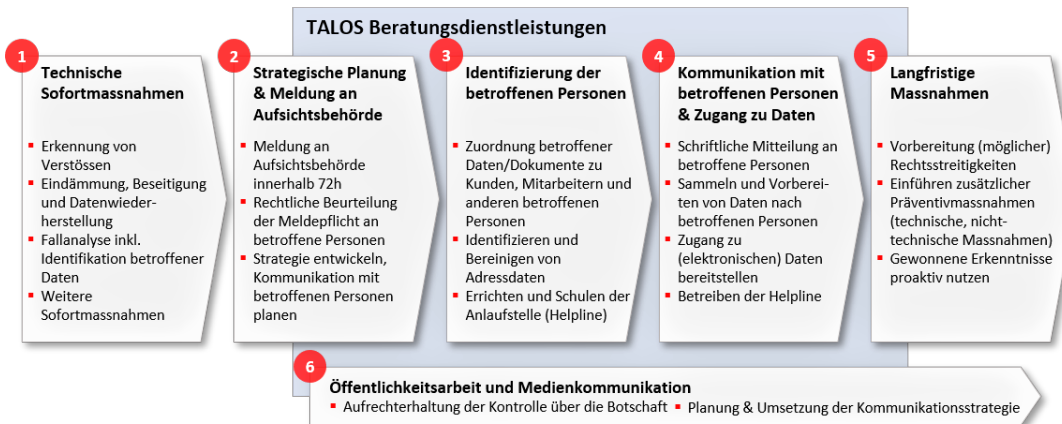 TALOS Beratungsdienstleistungen
1
Technische
Sofortmassnahmen
▪ Erkennung von
Verstössen
▪ Eindämmung, Beseitigung
und Datenwieder-
herstellung
▪ Fallanalyse inkl.
Identifikation betroffener
Daten
▪ Weitere
Sofortmassnahmen
2
Strategische Planung
& Meldung an
Aufsichtsbehörde
▪ Meldung an
Aufsichtsbehörde
innerhalb 72h
▪ Rechtliche Beurteilung
der Meldepflicht an
betroffene Personen
▪ Strategie entwickeln,
Kommunikation mit
betroffenen Personen
planen
3
Identifizierung der
betroffenen Personen
▪ Zuordnung betroffener
Daten/Dokumente zu
Kunden, Mitarbeitern und
anderen betroffenen
Personen
▪ Identifizieren und
Bereinigen von
Adressdaten
▪ Errichten und Schulen der
Anlaufstelle (Helpline)
4
Kommunikation mit
betroffenen Personen
& Zugang zu Daten
▪ Schriftliche Mitteilung an
betroffene Personen
▪ Sammeln und Vorberei-
ten von Daten nach
betroffenen Personen
▪ Zugang zu
(elektronischen) Daten
bereitstellen
▪ Betreiben der Helpline
5
Langfristige
Massnahmen
▪ Vorbereitung (möglicher)
Rechtsstreitigkeiten
▪ Einführen zusätzlicher
Präventivmassnahmen
(technische, nicht-
technische Massnahmen)
▪ Gewonnene Erkenntnisse
proaktiv nutzen
6
Öffentlichkeitsarbeit und Medienkommunikation
▪ Aufrechterhaltung der Kontrolle über die Botschaft ▪ Planung & Umsetzung der Kommunikationsstrategie